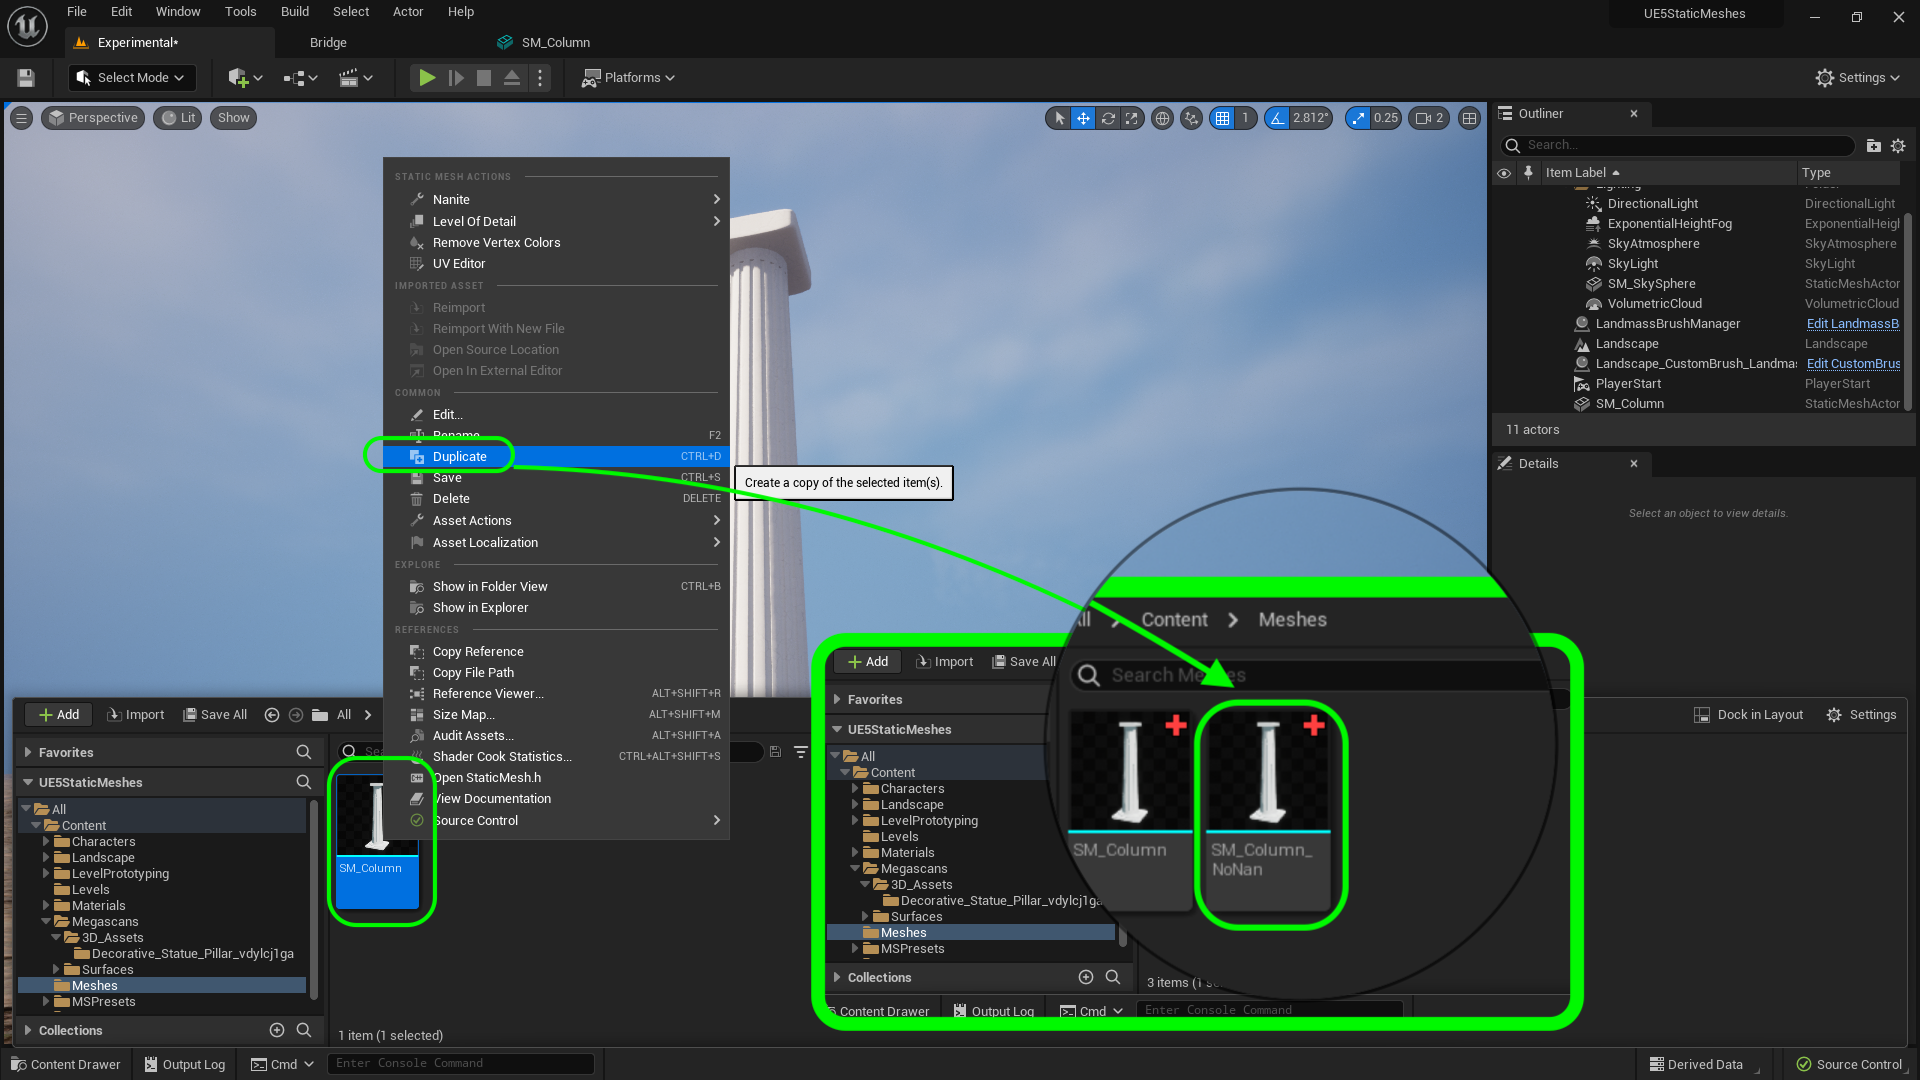 File Edit Window Tools Build Select Actor Help
UE5StaticMeshes
Experimental*
Bridge
SM_Column
Select Mode
Platforms
Settings
Perspective
Lit
Show
1
2.812°
0.25
2
Outliner
Search...
Item Label
Type
DirectionalLight DirectionalLight
ExponentialHeightFog ExponentialHeigl
SkyAtmosphere SkyAtmosphere
SkyLight SkyLight
SM_SkySphere StaticMeshActor
VolumetricCloud VolumetricCloud
LandmassBrushManager Edit LandmassB
Landscape Landscape
Landscape_CustomBrush_Landmas Edit CustomBrus
PlayerStart PlayerStart
SM_Column StaticMeshActor
11 actors
Details
Select an object to view details.
STATIC MESH ACTIONS
Nanite
Level Of Detail
Remove Vertex Colors
UV Editor
IMPORTED ASSET
Reimport
Reimport With New File
Open Source Location
Open In External Editor
COMMON
Edit...
Rename F2
Duplicate CTRL+D
Save CTRL+S
Delete DELETE
Asset Actions
Asset Localization
EXPLORE
Show in Folder View CTRL+B
Show in Explorer
REFERENCES
Copy Reference
Copy File Path
Reference Viewer... ALT+SHIFT+R
Size Map... ALT+SHIFT+M
Audit Assets... ALT+SHIFT+A
Shader Cook Statistics... CTRL+ALT+SHIFT+S
Open StaticMesh.h
View Documentation
Source Control
Create a copy of the selected item(s).
Add
Import
Save All
All
Dock in Layout
Settings
Favorites
UE5StaticMeshes
All
Content
Characters
Landscape
LevelPrototyping
Levels
Materials
Megascans
3D_Assets
Decorative_Statue_Pillar_vdylcj1ga
Surfaces
Meshes
MSPresets
Collections
SM_Column
1 item (1 selected)
Add
Import
Save All
Favorites
UE5StaticMeshes
All
Content
Characters
Landscape
LevelPrototyping
Levels
Materials
Megascans
3D_Assets
Decorative_Statue_Pillar_vdylcj1ga
Surfaces
Meshes
MSPresets
Collections
Content
Meshes
Search Meshes
SM_Column
SM_Column_
NoNan
3 items (1 s
Content Drawer
Output Log
Cmd
Enter Console Command
Content Drawer
Output Log
Cmd
Enter Console Command
Derived Data
Source Control